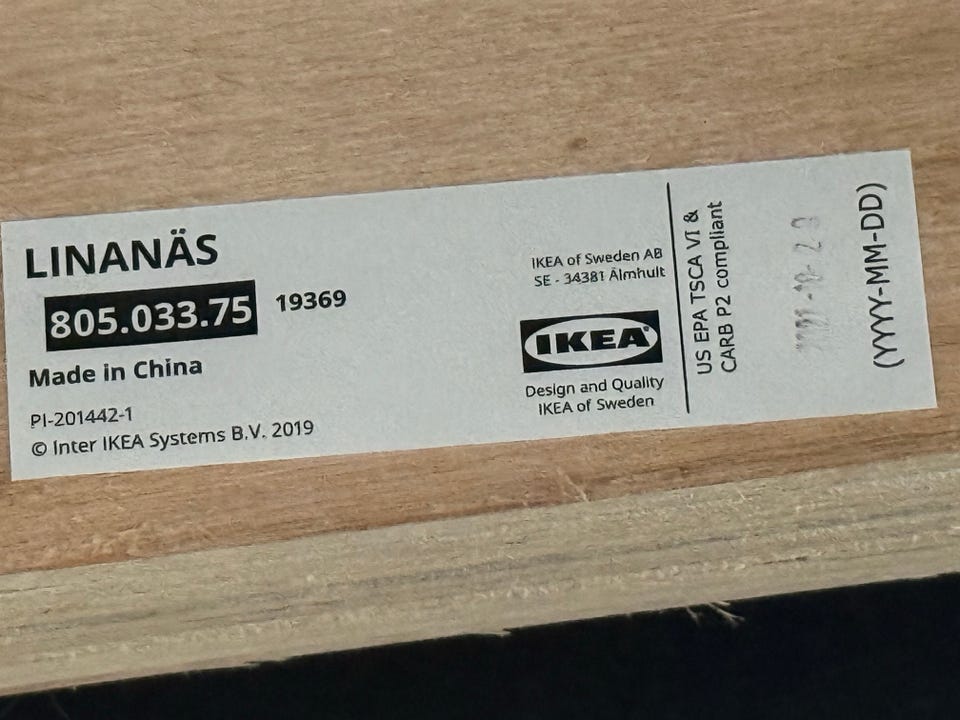 LINANÄS
805.033.75 19369
Made in China
PI-201442-1
© Inter IKEA Systems B.V. 2019
IKEA of Sweden AB
SE - 34381 Älmhult
IKEA®
Design and Quality
IKEA of Sweden
US EPA TSCA VI &
CARB P2 compliant
(YYYY-MM-DD)